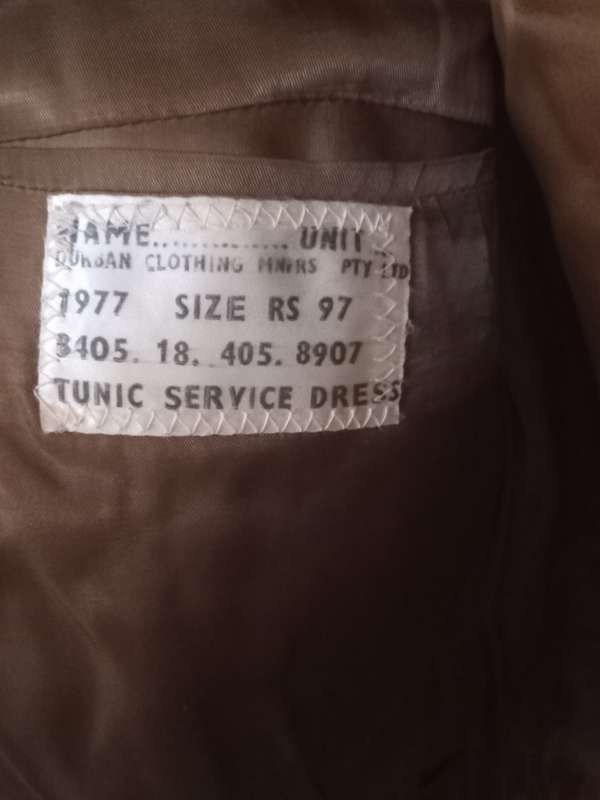 NAME.............. UNIT
DURBAN CLOTHING MNFRS PTY LTD
1977 SIZE RS 97
8405. 18. 405. 8907
TUNIC SERVICE DRESS